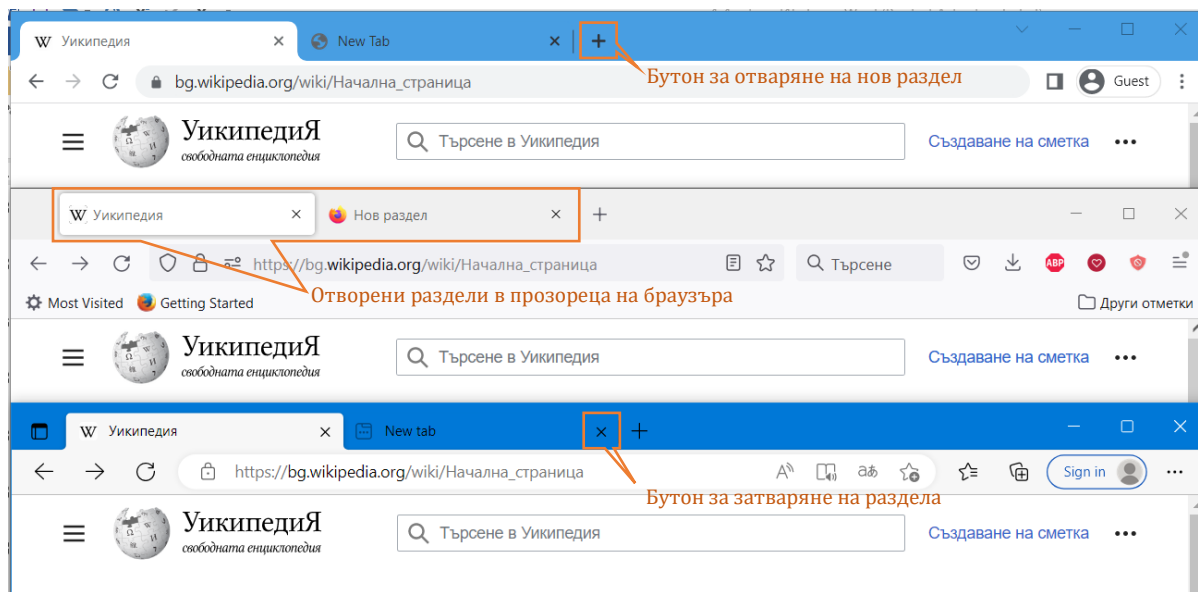 Уикипедия
New Tab
Бутон за отваряне на нов раздел
bg.wikipedia.org/wiki/Начална_страница
Guest
УикипедиЯ
свободната енциклопедия
Търсене в Уикипедия
Създаване на сметка
Уикипедия
Нов раздел
https://bg.wikipedia.org/wiki/Начална_страница
Търсене
ABP
Отворени раздели в прозореца на браузъра
Most Visited
Getting Started
Други отметки
УикипедиЯ
свободната енциклопедия
Търсене в Уикипедия
Създаване на сметка
Уикипедия
New tab
https://bg.wikipedia.org/wiki/Начална_страница
Sign in
Бутон за затваряне на раздела
УикипедиЯ
свободната енциклопедия
Търсене в Уикипедия
Създаване на сметка